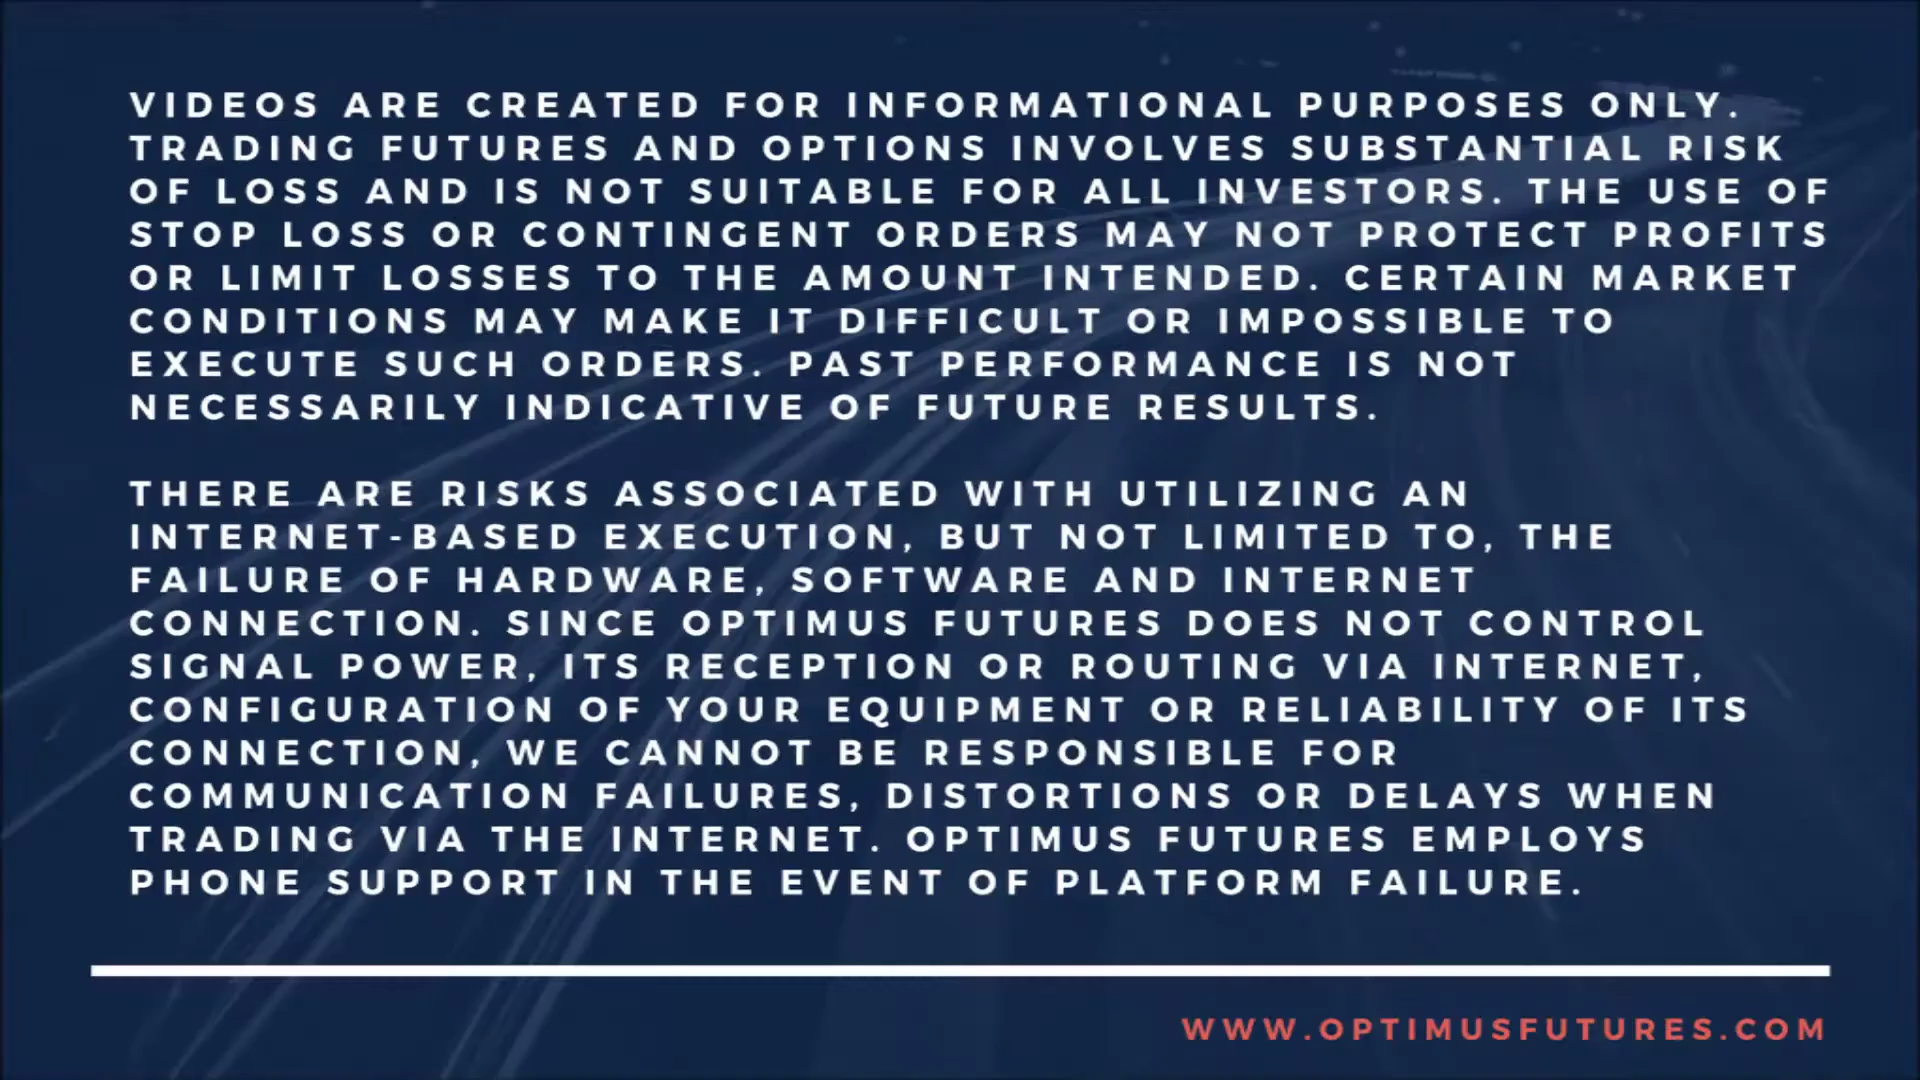 VIDEOS ARE CREATED FOR INFORMATIONAL PURPOSES ONLY.
TRADING FUTURES AND OPTIONS INVOLVES SUBSTANTIAL RISK
OF LOSS AND IS NOT SUITABLE FOR ALL INVESTORS. THE USE OF
STOP LOSS OR CONTINGENT ORDERS MAY NOT PROTECT PROFITS
OR LIMIT LOSSES TO THE AMOUNT INTENDED. CERTAIN MARKET
CONDITIONS MAY MAKE IT DIFFICULT OR IMPOSSIBLE TO
EXECUTE SUCH ORDERS. PAST PERFORMANCE IS NOT
NECESSARILY INDICATIVE OF FUTURE RESULTS.
THERE ARE RISKS ASSOCIATED WITH UTILIZING AN
INTERNET-BASED EXECUTION, BUT NOT LIMITED TO, THE
FAILURE OF HARDWARE, SOFTWARE AND INTERNET
CONNECTION. SINCE OPTIMUS FUTURES DOES NOT CONTROL
SIGNAL POWER, ITS RECEPTION OR ROUTING VIA INTERNET,
CONFIGURATION OF YOUR EQUIPMENT OR RELIABILITY OF ITS
CONNECTION, WE CANNOT BE RESPONSIBLE FOR
COMMUNICATION FAILURES, DISTORTIONS OR DELAYS WHEN
TRADING VIA THE INTERNET. OPTIMUS FUTURES EMPLOYS
PHONE SUPPORT IN THE EVENT OF PLATFORM FAILURE.
WWW.OPTIMUSFUTURES.COM